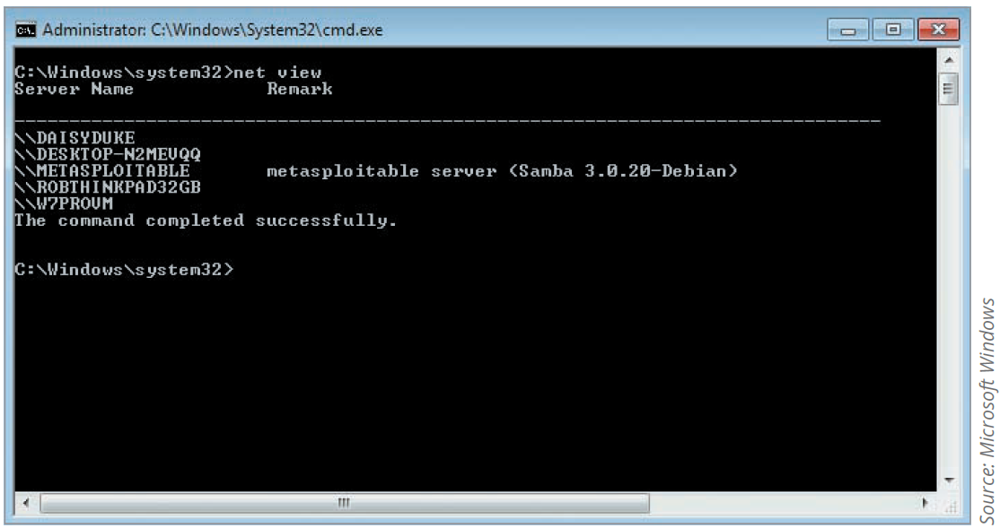 Administrator: C:\Windows\System32\cmd.exe
C:\Windows\system32>net view
Server Name Remark
-------------------------------------------------------------------------------
\\DAISYDUKE
\\DESKTOP-N2MEVQQ
\\METASPLOITABLE metasploitable server (Samba 3.0.20-Debian)
\\ROBTHINKPAD32GB
\\W7PROVM
The command completed successfully.
C:\Windows\system32>
Source: Microsoft Windows